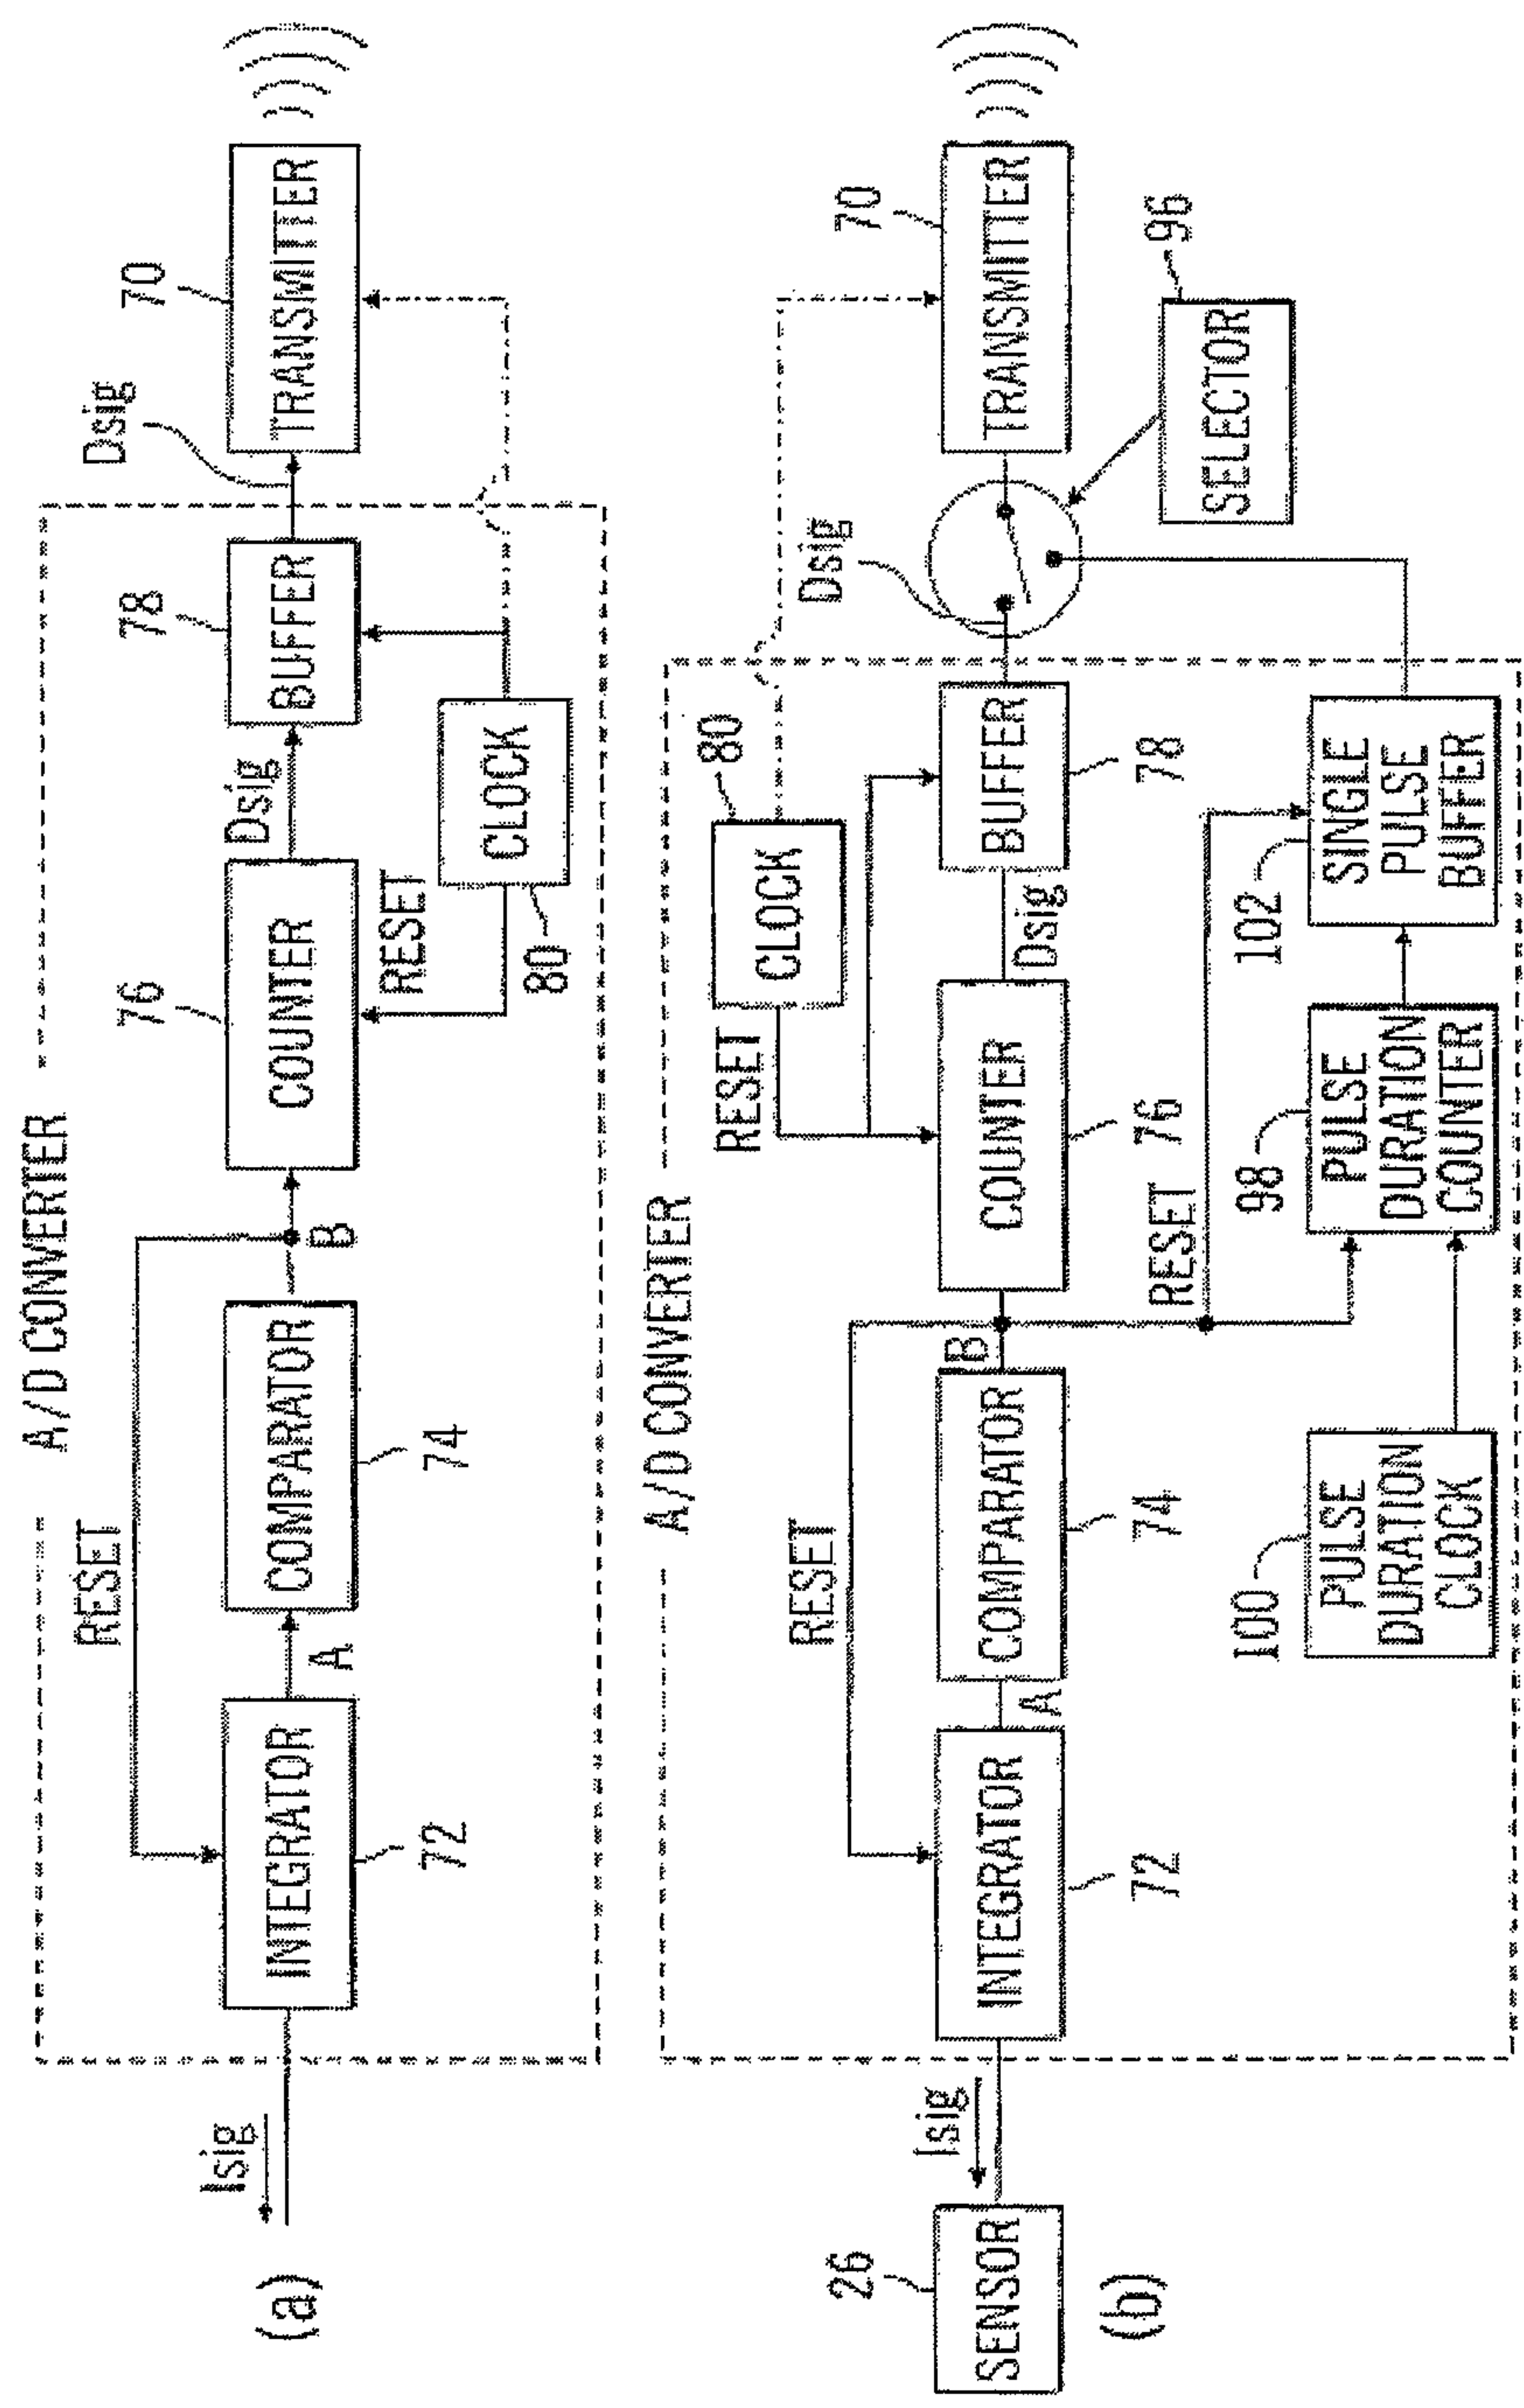 A/D CONVERTER
RESET
Isig
INTEGRATOR
72
A
COMPARATOR
74
B
COUNTER
76
RESET
Dsig
BUFFER
78
CLOCK
80
Dsig
TRANSMITTER
70
(a)
A/D CONVERTER
SENSOR
26
Isig
INTEGRATOR
72
RESET
A
COMPARATOR
74
B
RESET
COUNTER
76
RESET
CLOCK
80
Dsig
BUFFER
78
Dsig
TRANSMITTER
70
SELECTOR
96
PULSE
DURATION
CLOCK
100
PULSE
DURATION
COUNTER
98
SINGLE
PULSE
BUFFER
102
(b)